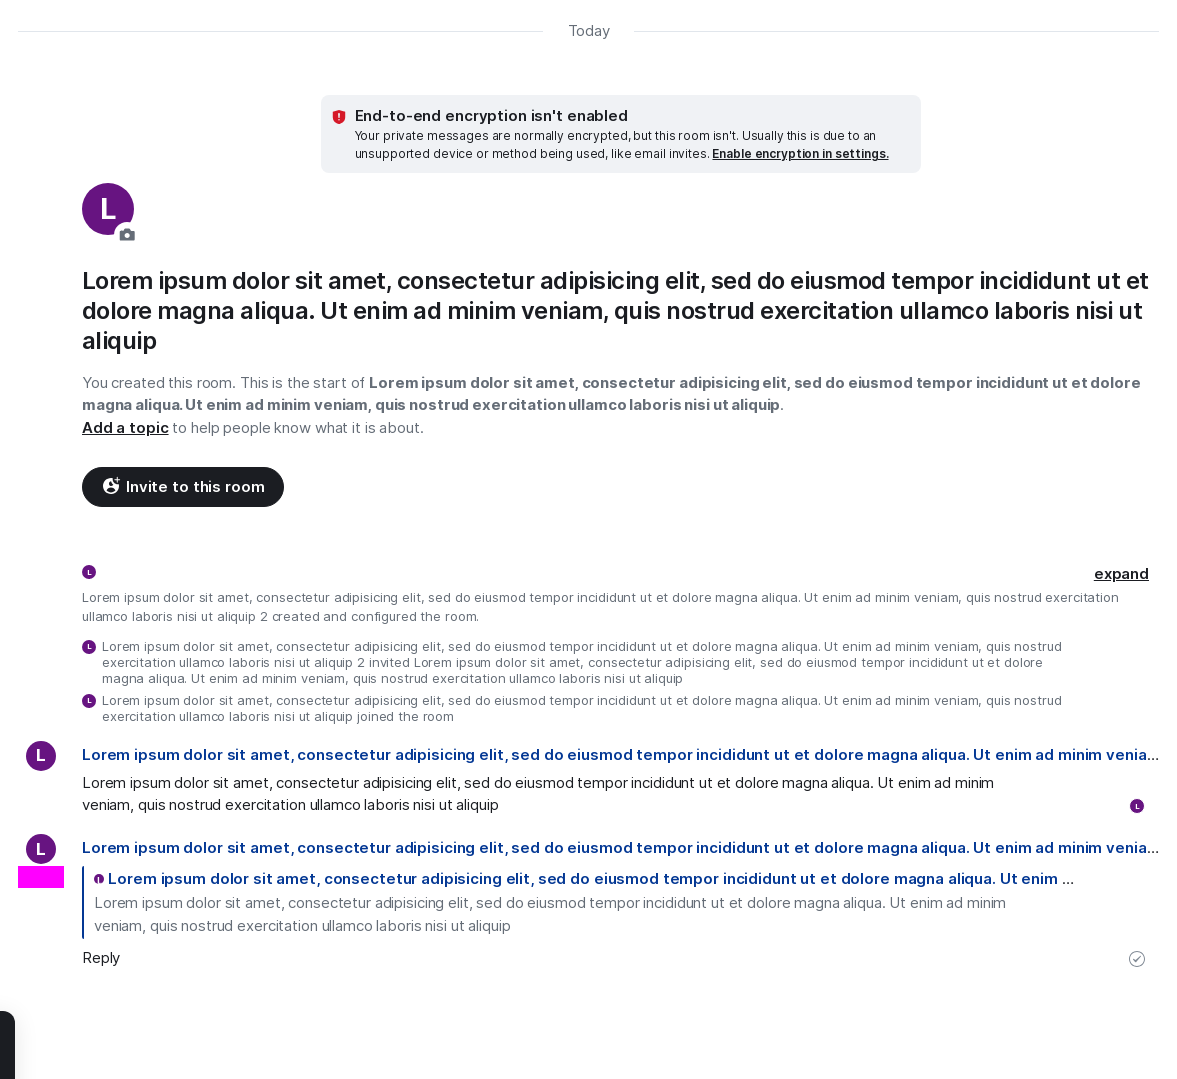 Today
End-to-end encryption isn't enabled
Your private messages are normally encrypted, but this room isn't. Usually this is due to an
unsupported device or method being used, like email invites. Enable encryption in settings.
L
Lorem ipsum dolor sit amet, consectetur adipisicing elit, sed do eiusmod tempor incididunt ut et
dolore magna aliqua. Ut enim ad minim veniam, quis nostrud exercitation ullamco laboris nisi ut
aliquip
You created this room. This is the start of Lorem ipsum dolor sit amet, consectetur adipisicing elit, sed do eiusmod tempor incididunt ut et dolore
magna aliqua. Ut enim ad minim veniam, quis nostrud exercitation ullamco laboris nisi ut aliquip.
Add a topic to help people know what it is about.
Invite to this room
L
expand
Lorem ipsum dolor sit amet, consectetur adipisicing elit, sed do eiusmod tempor incididunt ut et dolore magna aliqua. Ut enim ad minim veniam, quis nostrud exercitation
ullamco laboris nisi ut aliquip 2 created and configured the room.
L
Lorem ipsum dolor sit amet, consectetur adipisicing elit, sed do eiusmod tempor incididunt ut et dolore magna aliqua. Ut enim ad minim veniam, quis nostrud
exercitation ullamco laboris nisi ut aliquip 2 invited Lorem ipsum dolor sit amet, consectetur adipisicing elit, sed do eiusmod tempor incididunt ut et dolore
magna aliqua. Ut enim ad minim veniam, quis nostrud exercitation ullamco laboris nisi ut aliquip
L
Lorem ipsum dolor sit amet, consectetur adipisicing elit, sed do eiusmod tempor incididunt ut et dolore magna aliqua. Ut enim ad minim veniam, quis nostrud
exercitation ullamco laboris nisi ut aliquip joined the room
L
Lorem ipsum dolor sit amet, consectetur adipisicing elit, sed do eiusmod tempor incididunt ut et dolore magna aliqua. Ut enim ad minim venia...
Lorem ipsum dolor sit amet, consectetur adipisicing elit, sed do eiusmod tempor incididunt ut et dolore magna aliqua. Ut enim ad minim
veniam, quis nostrud exercitation ullamco laboris nisi ut aliquip
L
L
Lorem ipsum dolor sit amet, consectetur adipisicing elit, sed do eiusmod tempor incididunt ut et dolore magna aliqua. Ut enim ad minim venia...
Lorem ipsum dolor sit amet, consectetur adipisicing elit, sed do eiusmod tempor incididunt ut et dolore magna aliqua. Ut enim ...
Lorem ipsum dolor sit amet, consectetur adipisicing elit, sed do eiusmod tempor incididunt ut et dolore magna aliqua. Ut enim ad minim
veniam, quis nostrud exercitation ullamco laboris nisi ut aliquip
Reply